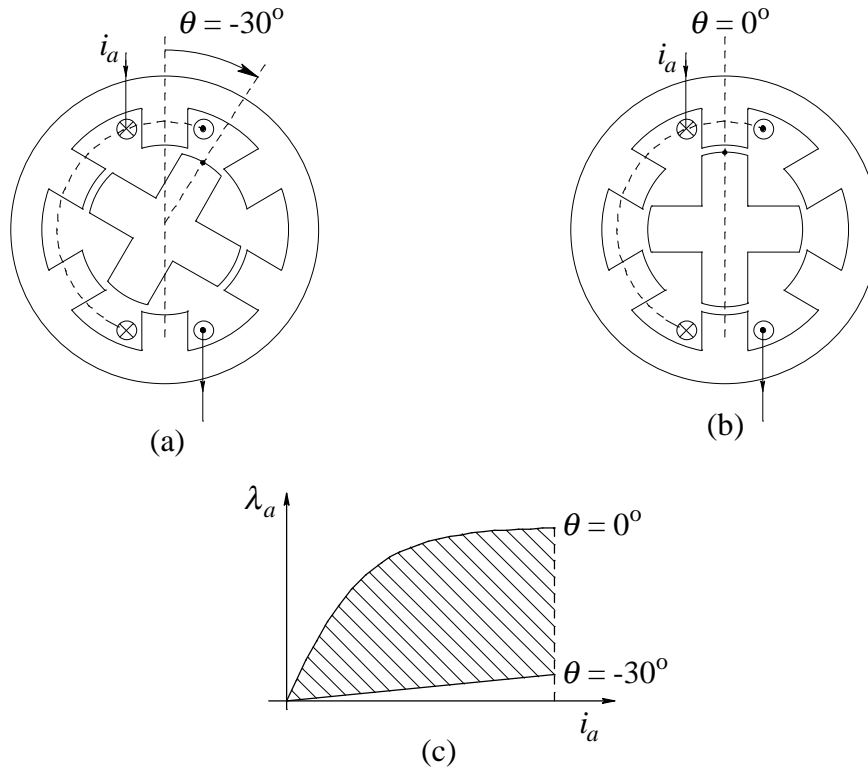 θ = -30°
i_a
θ = 0°
i_a
(a)
(b)
λ_a
θ = 0°
θ = -30°
i_a
(c)